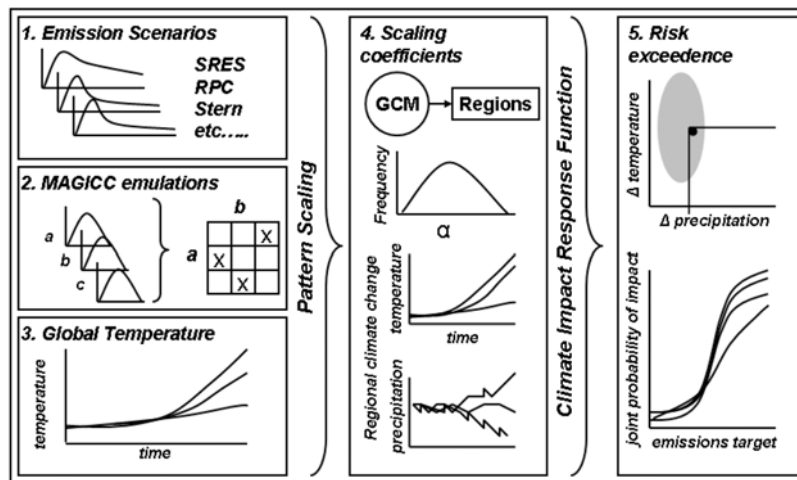 1. Emission Scenarios
SRES
RPC
Stern
etc.....
2. MAGICC emulations
a
b
c
b
a
X
X
X
3. Global Temperature
temperature
time
Pattern Scaling
4. Scaling
coefficients
GCM
Regions
Frequency
α
Regional climate change
temperature
time
precipitation
Climate Impact Response Function
5. Risk
exceedence
Δ temperature
Δ precipitation
joint probability of impact
emissions target